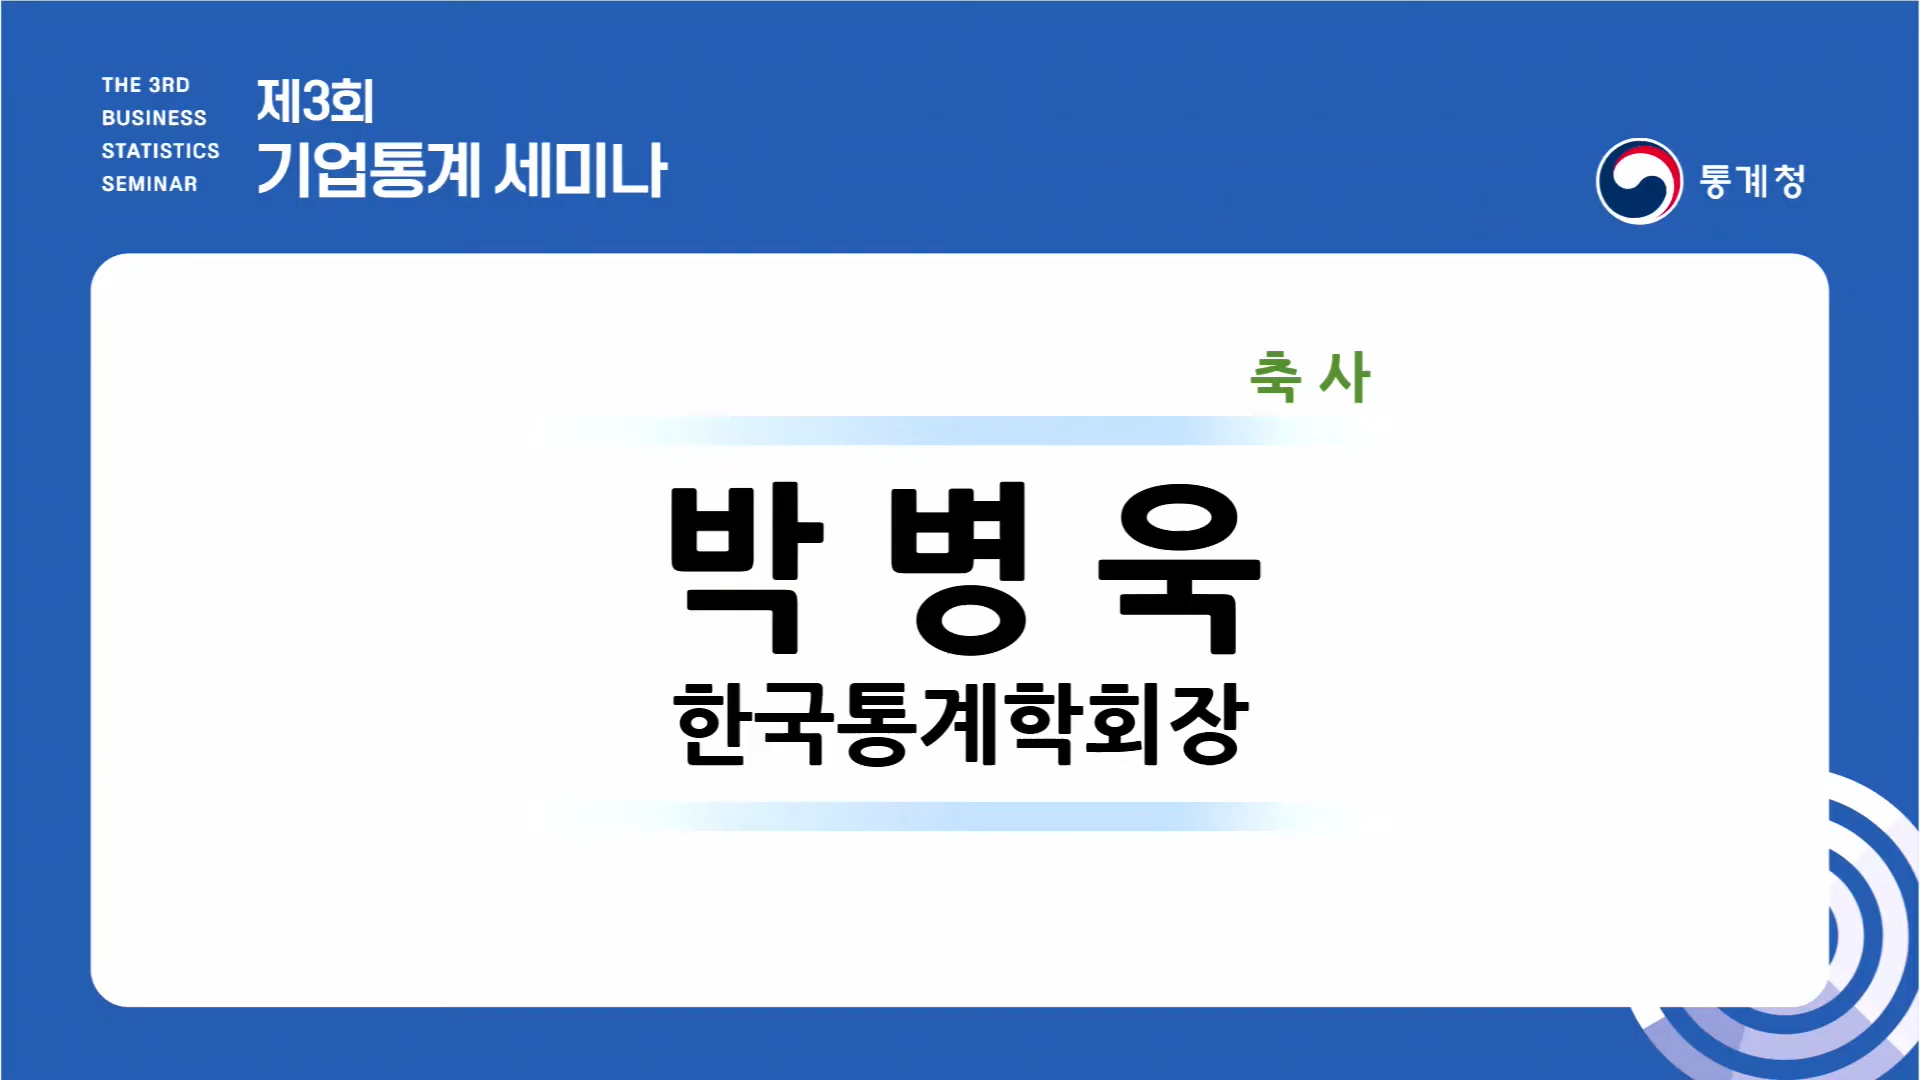 THE 3RD
BUSINESS
STATISTICS
SEMINAR
제3회
기업통계 세미나
통계청
축 사
박 병 욱
한국통계학회장